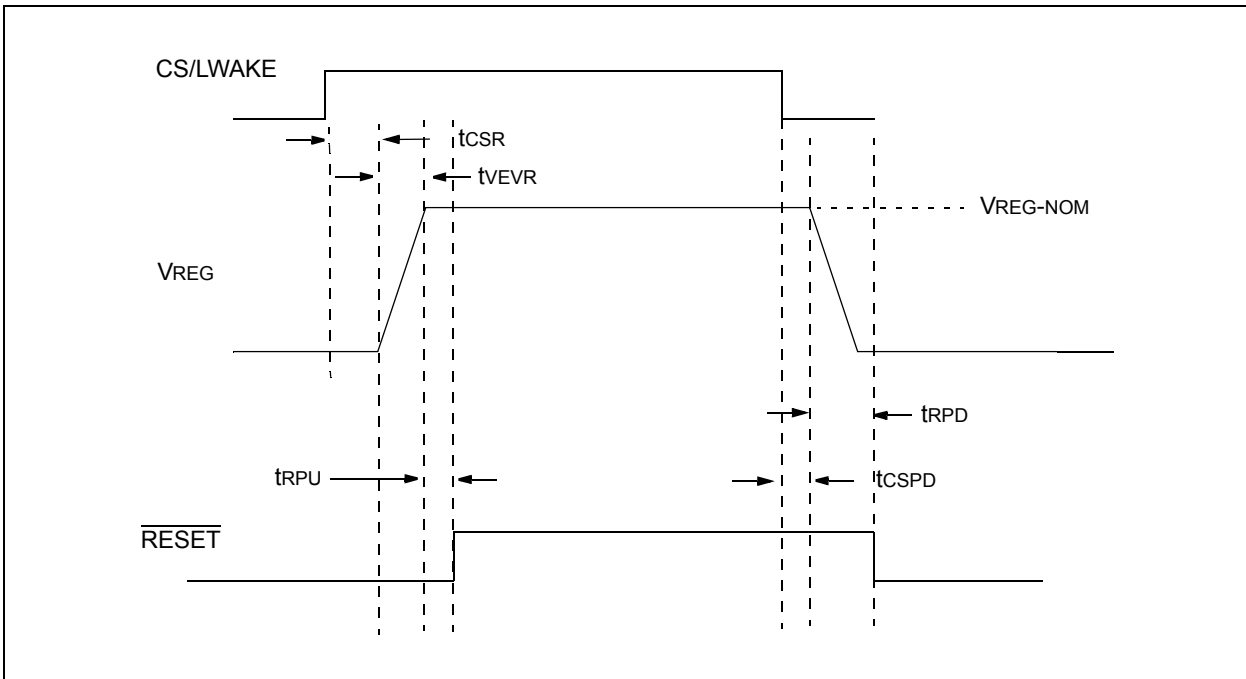 CS/LWAKE
tCSR
tVEVR
VREG-NOM
VREG
tRPD
tRPU
tCSPD
RESET